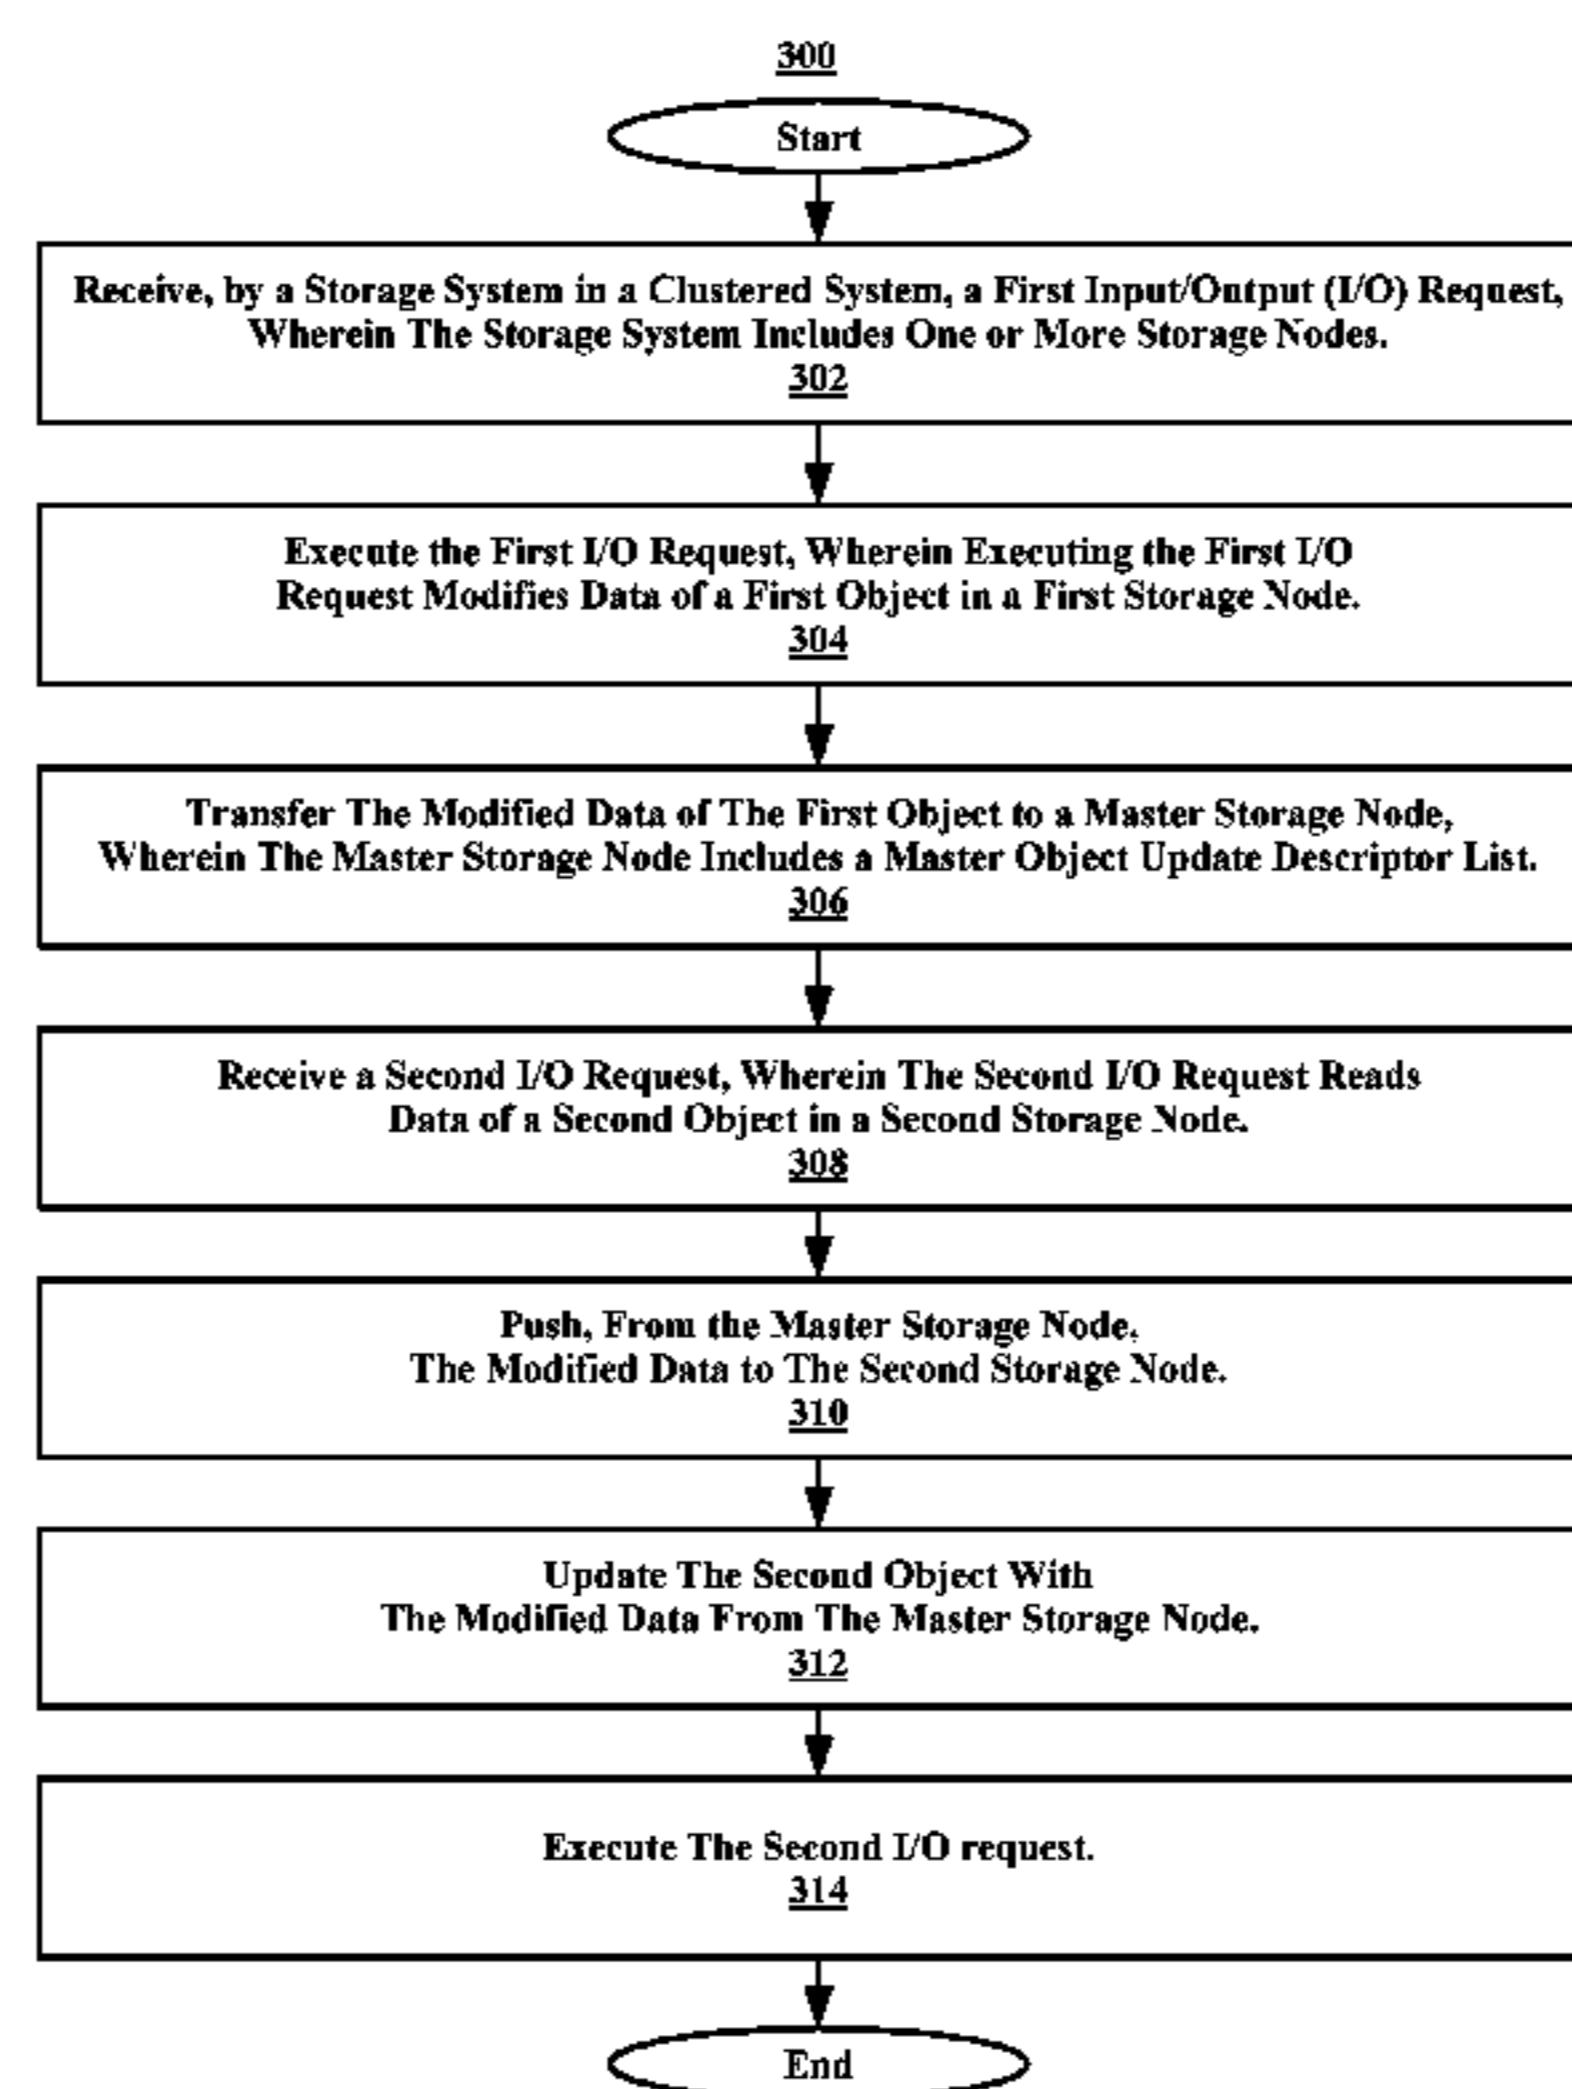 300
Start
Receive, by a Storage System in a Clustered System, a First Input/Output (I/O) Request,
Wherein The Storage System Includes One or More Storage Nodes.
302
Execute the First I/O Request, Wherein Executing the First I/O
Request Modifies Data of a First Object in a First Storage Node.
304
Transfer The Modified Data of The First Object to a Master Storage Node,
Wherein The Master Storage Node Includes a Master Object Update Descriptor List.
306
Receive a Second I/O Request, Wherein The Second I/O Request Reads
Data of a Second Object in a Second Storage Node.
308
Push, From the Master Storage Node,
The Modified Data to The Second Storage Node.
310
Update The Second Object With
The Modified Data From The Master Storage Node.
312
Execute The Second I/O request.
314
End